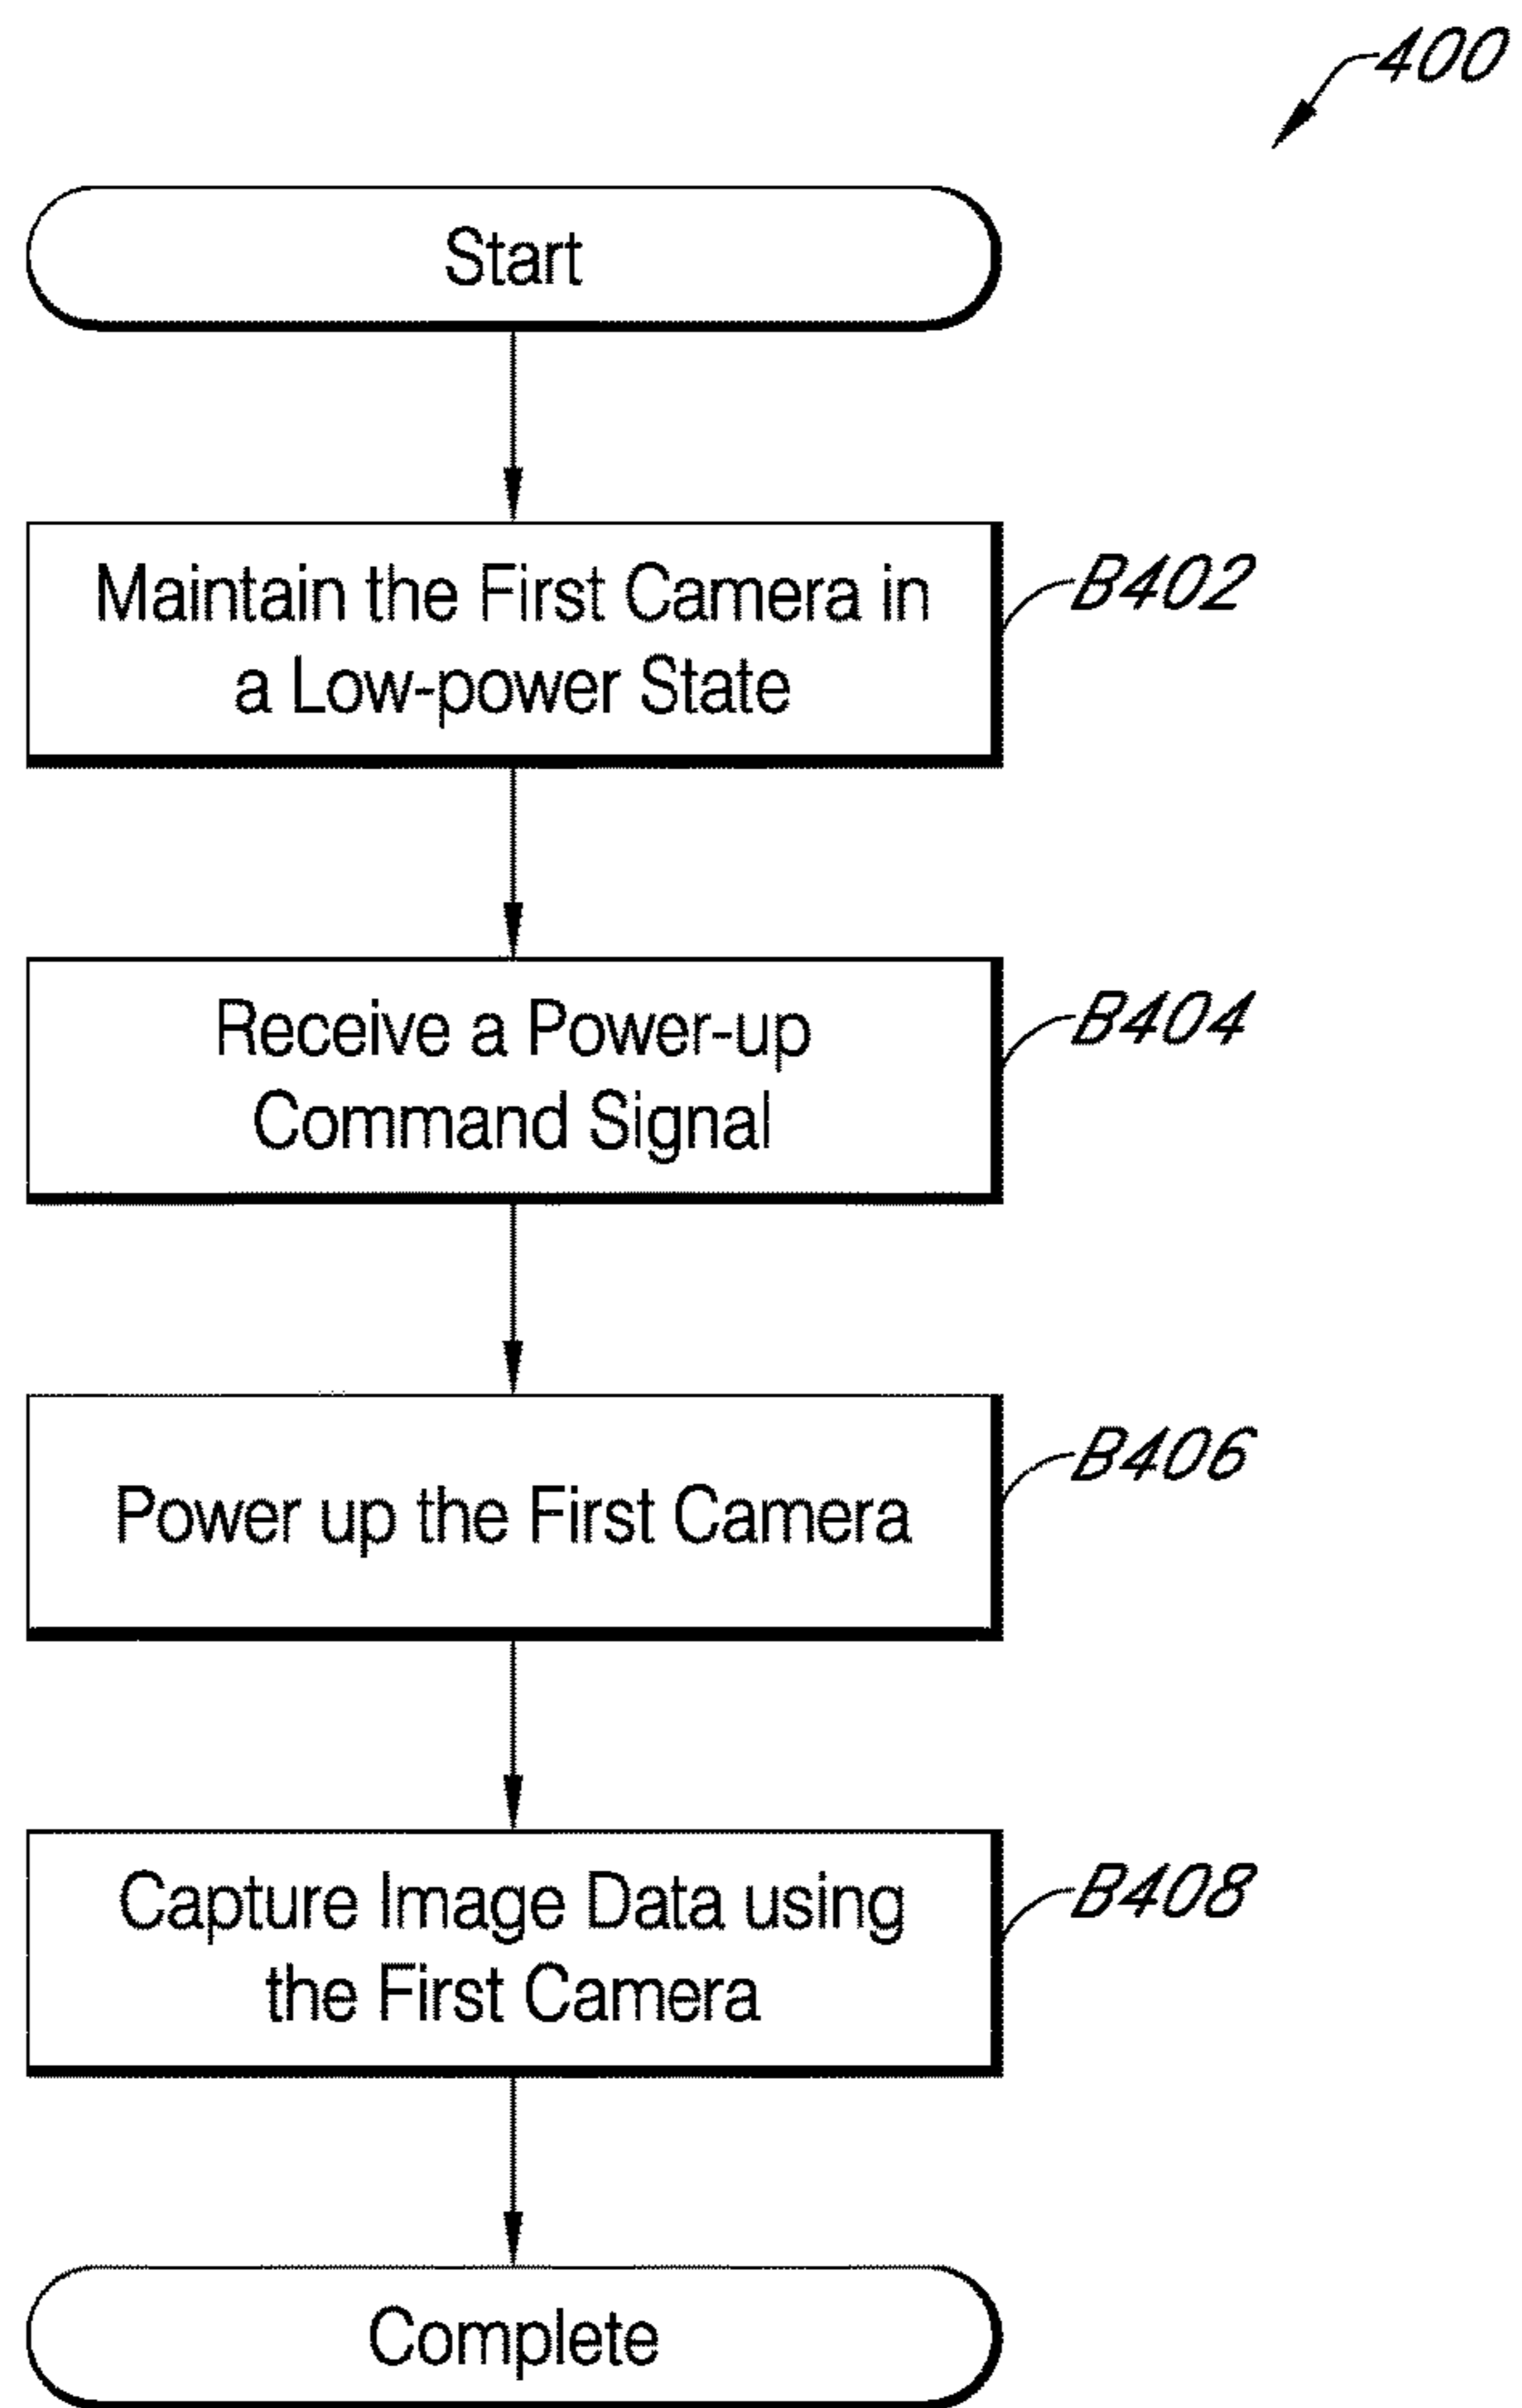 400
Start
Maintain the First Camera in
a Low-power State
B402
Receive a Power-up
Command Signal
B404
Power up the First Camera
B406
Capture Image Data using
the First Camera
B408
Complete